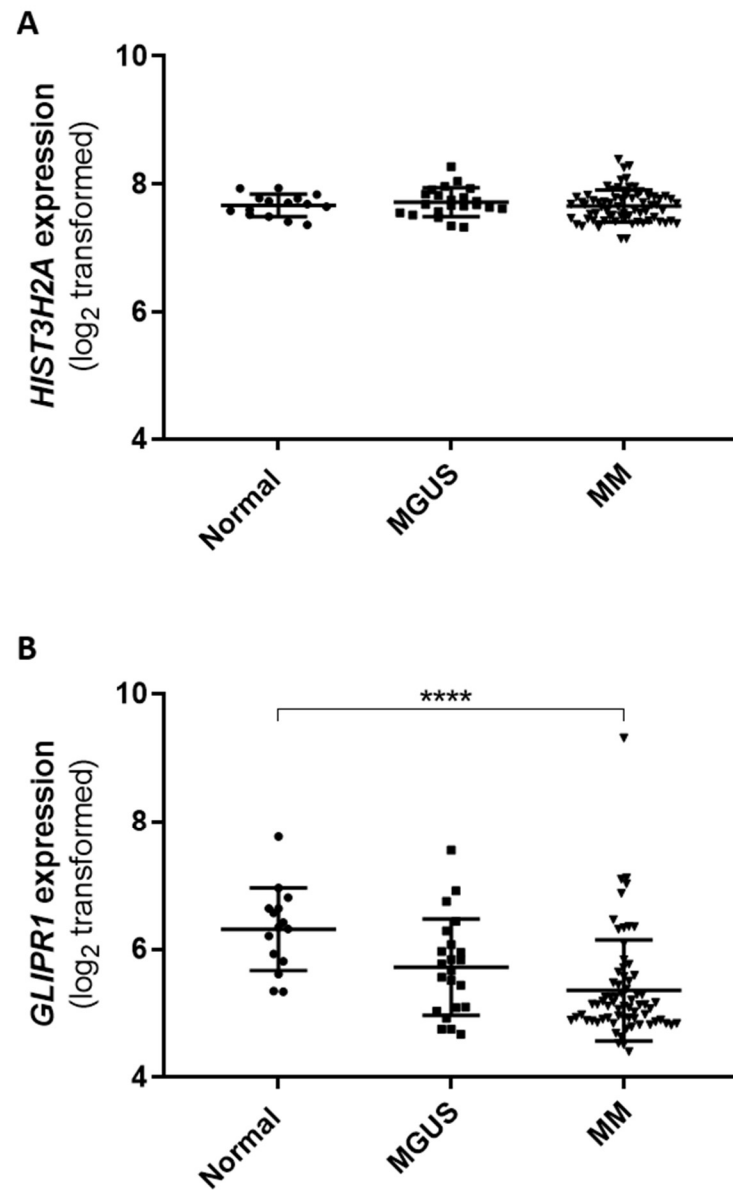 A
HIST3H2A expression
(log₂ transformed)
10
8
6
4
Normal
MGUS
MM
B
GLIPR1 expression
(log₂ transformed)
10
8
6
4
****
Normal
MGUS
MM